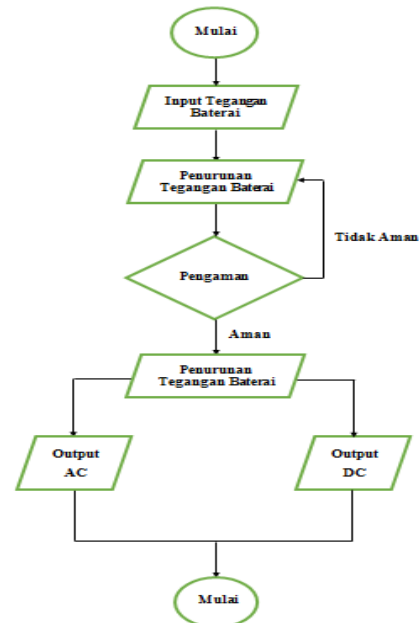 Mulai
Input Tegangan
Baterai
Penurunan
Tegangan Baterai
Tidak Aman
Pengaman
Aman
Penurunan
Tegangan Baterai
Output
AC
Output
DC
Mulai